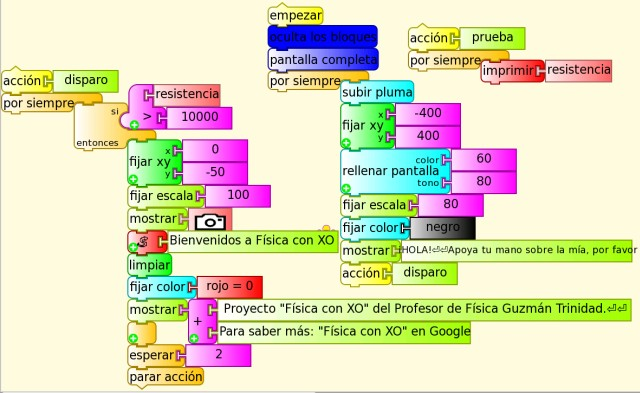 empezar
oculta los bloques
pantalla completa
por siempre
acción prueba
por siempre
imprimir resistencia
acción disparo
por siempre
si
entonces
resistencia
> 10000
fijar xy x 0
y -50
fijar escala 100
mostrar
Bienvenidos a Física con XO
limpiar
fijar color rojo = 0
mostrar + Proyecto "Física con XO" del Profesor de Física Guzmán Trinidad.⏎⏎
Para saber más: "Física con XO" en Google
esperar 2
parar acción
subir pluma
fijar xy x -400
y 400
rellenar pantalla color 60
tono 80
fijar escala 80
fijar color negro
mostrar ¡HOLA!⏎⏎Apoya tu mano sobre la mía, por favor
acción disparo